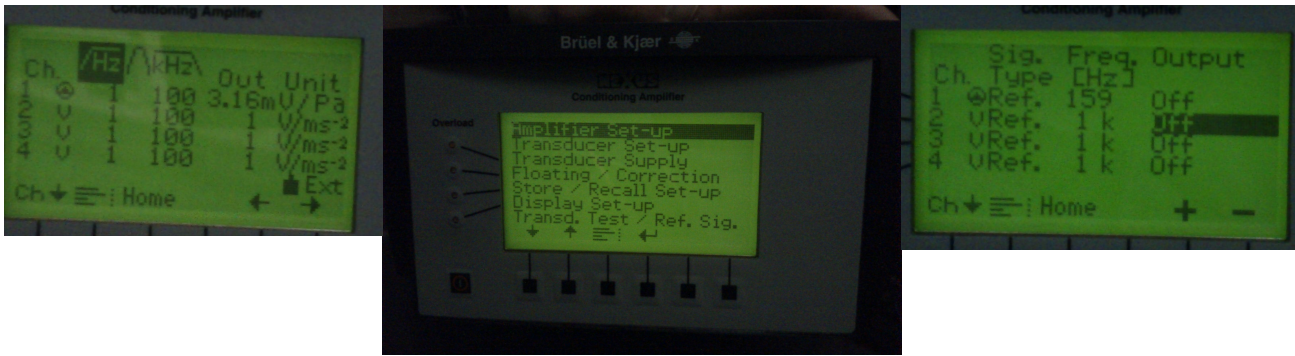 Conditioning Amplifier
/Hz kHz
Ch. Out Unit
1 1 100 3.16m V/Pa
2 V 1 100 1 V/ms-2
3 V 1 100 1 V/ms-2
4 V 1 100 1 V/ms-2
Ext
Ch Home
Brüel & Kjær
NEXUS
Conditioning Amplifier
Overload
Amplifier Set-up
Transducer Set-up
Transducer Supply
Floating / Correction
Store / Recall Set-up
Display Set-up
Transd. Test / Ref. Sig.
Conditioning Amplifier
Sig. Freq. Output
Ch. Type [Hz]
1 Ref. 159 Off
2 V Ref. 1 k Off
3 V Ref. 1 k Off
4 V Ref. 1 k Off
Ch Home + -